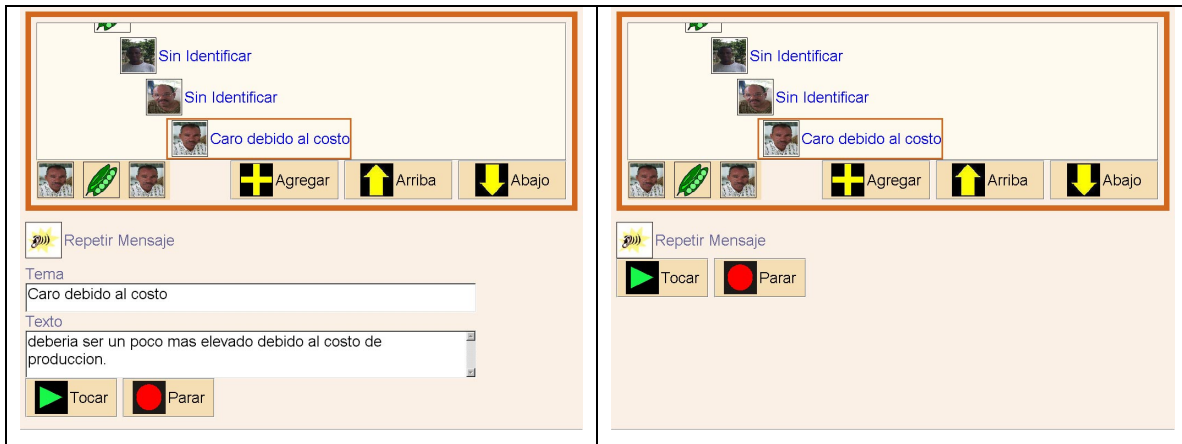 Sin Identificar
Sin Identificar
Caro debido al costo
Agregar
Arriba
Abajo
Repetir Mensaje
Tema
Caro debido al costo
Texto
deberia ser un poco mas elevado debido al costo de
produccion.
Tocar
Parar
Sin Identificar
Sin Identificar
Caro debido al costo
Agregar
Arriba
Abajo
Repetir Mensaje
Tocar
Parar